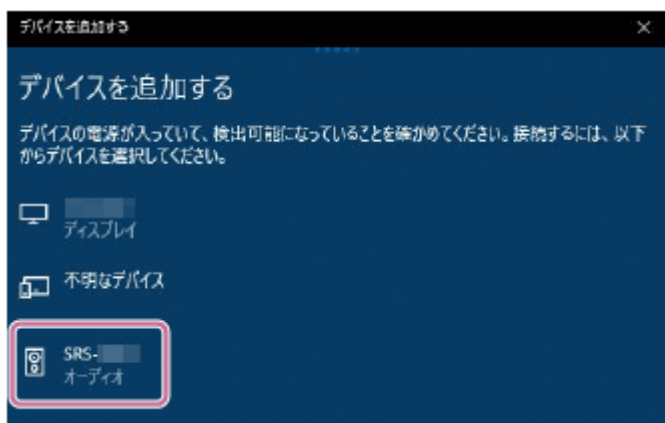 デバイスを追加する
デバイスを追加する
デバイスの電源が入っていて、検出可能になっていることを確かめてください。接続するには、以下
からデバイスを選択してください。
ディスプレイ
不明なデバイス
SRS-
オーディオ